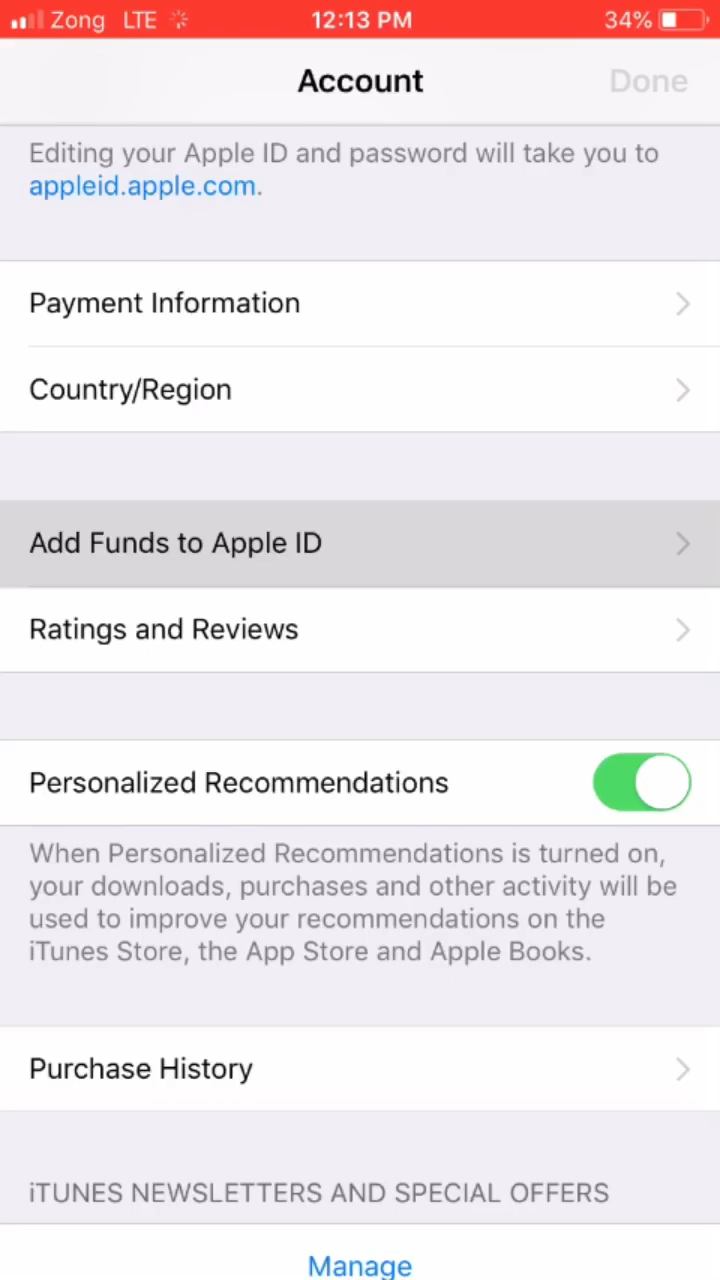 Zong LTE 12:13 PM 34%
Account Done
Editing your Apple ID and password will take you to
appleid.apple.com.
Payment Information
Country/Region
Add Funds to Apple ID
Ratings and Reviews
Personalized Recommendations
When Personalized Recommendations is turned on,
your downloads, purchases and other activity will be
used to improve your recommendations on the
iTunes Store, the App Store and Apple Books.
Purchase History
iTUNES NEWSLETTERS AND SPECIAL OFFERS
Manage